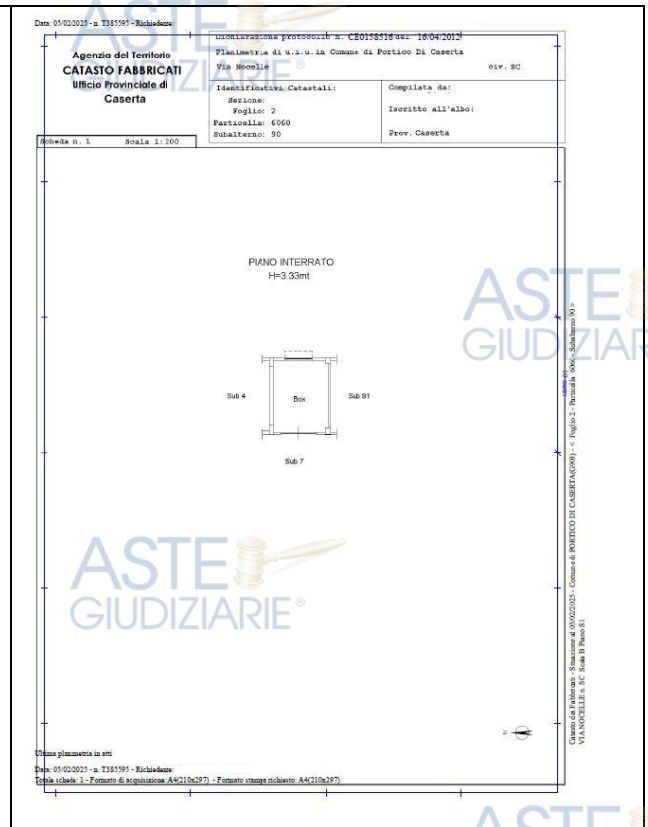 Data: 05/02/2025 - n. T385595 - Richiedente:
Agenzia del Territorio
CATASTO FABBRICATI
Ufficio Provinciale di
Caserta
Dichiarazione protocollo n. CE0158516 del 16/04/2012
Planimetria di u.i.u.in Comune di Portico Di Caserta
Via Nocelle civ. SC
Identificativi Catastali:
Sezione:
Foglio: 2
Particella: 6060
Subalterno: 90
Compilata da:
Iscritto all'albo:
Prov. Caserta
Scheda n. 1 Scala 1:200
PIANO INTERRATO
H=3.33mt
Sub 4
Box
Sub 91
Sub 7
ASTE
GIUDIZIARIE®
ASTE
GIUDIZIAR
ASTE
GIUDIZIARIE®
Catasto dei Fabbricati - Situazione al 05/02/2025 - Comune di PORTICO DI CASERTA(G903) - < Foglio 2 - Particella 6060 - Subalterno 90 >
VIA NOCELLE n. SC Scala B Piano S1
Ultima planimetria in atti
Data: 05/02/2025 - n. T385595 - Richiedente:
Totale schede: 1 - Formato di acquisizione: A4(210x297) - Formato stampa richiesto: A4(210x297)